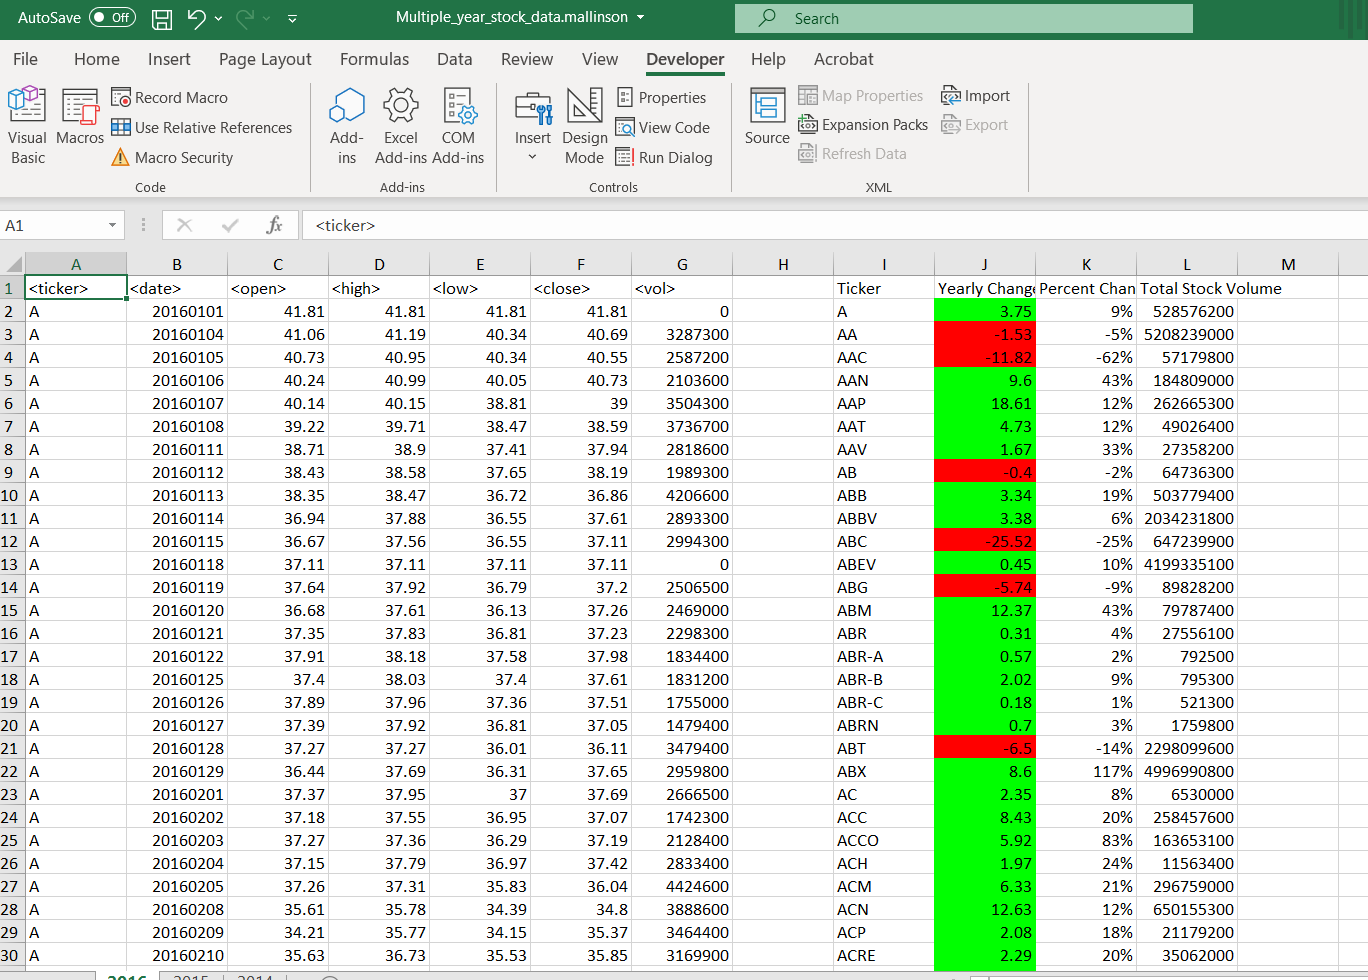 AutoSave Off Multiple_year_stock_data.mallinson Search
File Home Insert Page Layout Formulas Data Review View Developer Help Acrobat
Visual Basic Macros Record Macro Use Relative References Macro Security Code
Add-ins Excel Add-ins COM Add-ins Add-ins
Insert Design Mode Properties View Code Run Dialog Controls
Source Map Properties Expansion Packs Refresh Data Import Export XML
A1 fx <ticker>
A B C D E F G H I J K L M
1 <ticker> <date> <open> <high> <low> <close> <vol> Ticker Yearly Change Percent Chan Total Stock Volume
2 A 20160101 41.81 41.81 41.81 41.81 0 A 3.75 9% 528576200
3 A 20160104 41.06 41.19 40.34 40.69 3287300 AA -1.53 -5% 5208239000
4 A 20160105 40.73 40.95 40.34 40.55 2587200 AAC -11.82 -62% 57179800
5 A 20160106 40.24 40.99 40.05 40.73 2103600 AAN 9.6 43% 184809000
6 A 20160107 40.14 40.15 38.81 39 3504300 AAP 18.61 12% 262665300
7 A 20160108 39.22 39.71 38.47 38.59 3736700 AAT 4.73 12% 49026400
8 A 20160111 38.71 38.9 37.41 37.94 2818600 AAV 1.67 33% 27358200
9 A 20160112 38.43 38.58 37.65 38.19 1989300 AB -0.4 -2% 64736300
10 A 20160113 38.35 38.47 36.72 36.86 4206600 ABB 3.34 19% 503779400
11 A 20160114 36.94 37.88 36.55 37.61 2893300 ABBV 3.38 6% 2034231800
12 A 20160115 36.67 37.56 36.55 37.11 2994300 ABC -25.52 -25% 647239900
13 A 20160118 37.11 37.11 37.11 37.11 0 ABEV 0.45 10% 4199335100
14 A 20160119 37.64 37.92 36.79 37.2 2506500 ABG -5.74 -9% 89828200
15 A 20160120 36.68 37.61 36.13 37.26 2469000 ABM 12.37 43% 79787400
16 A 20160121 37.35 37.83 36.81 37.23 2298300 ABR 0.31 4% 27556100
17 A 20160122 37.91 38.18 37.58 37.98 1834400 ABR-A 0.57 2% 792500
18 A 20160125 37.4 38.03 37.4 37.61 1831200 ABR-B 2.02 9% 795300
19 A 20160126 37.89 37.96 37.36 37.51 1755000 ABR-C 0.18 1% 521300
20 A 20160127 37.39 37.92 36.81 37.05 1479400 ABRN 0.7 3% 1759800
21 A 20160128 37.27 37.27 36.01 36.11 3479400 ABT -6.5 -14% 2298099600
22 A 20160129 36.44 37.69 36.31 37.65 2959800 ABX 8.6 117% 4996990800
23 A 20160201 37.37 37.95 37 37.69 2666500 AC 2.35 8% 6530000
24 A 20160202 37.18 37.55 36.95 37.07 1742300 ACC 8.43 20% 258457600
25 A 20160203 37.27 37.36 36.29 37.19 2128400 ACCO 5.92 83% 163653100
26 A 20160204 37.15 37.79 36.97 37.42 2833400 ACH 1.97 24% 11563400
27 A 20160205 37.26 37.31 35.83 36.04 4424600 ACM 6.33 21% 296759000
28 A 20160208 35.61 35.78 34.39 34.8 3888600 ACN 12.63 12% 650155300
29 A 20160209 34.21 35.77 34.15 35.37 3464400 ACP 2.08 18% 21179200
30 A 20160210 35.63 36.73 35.53 35.85 3169900 ACRE 2.29 20% 35062000
2016 2015 2014